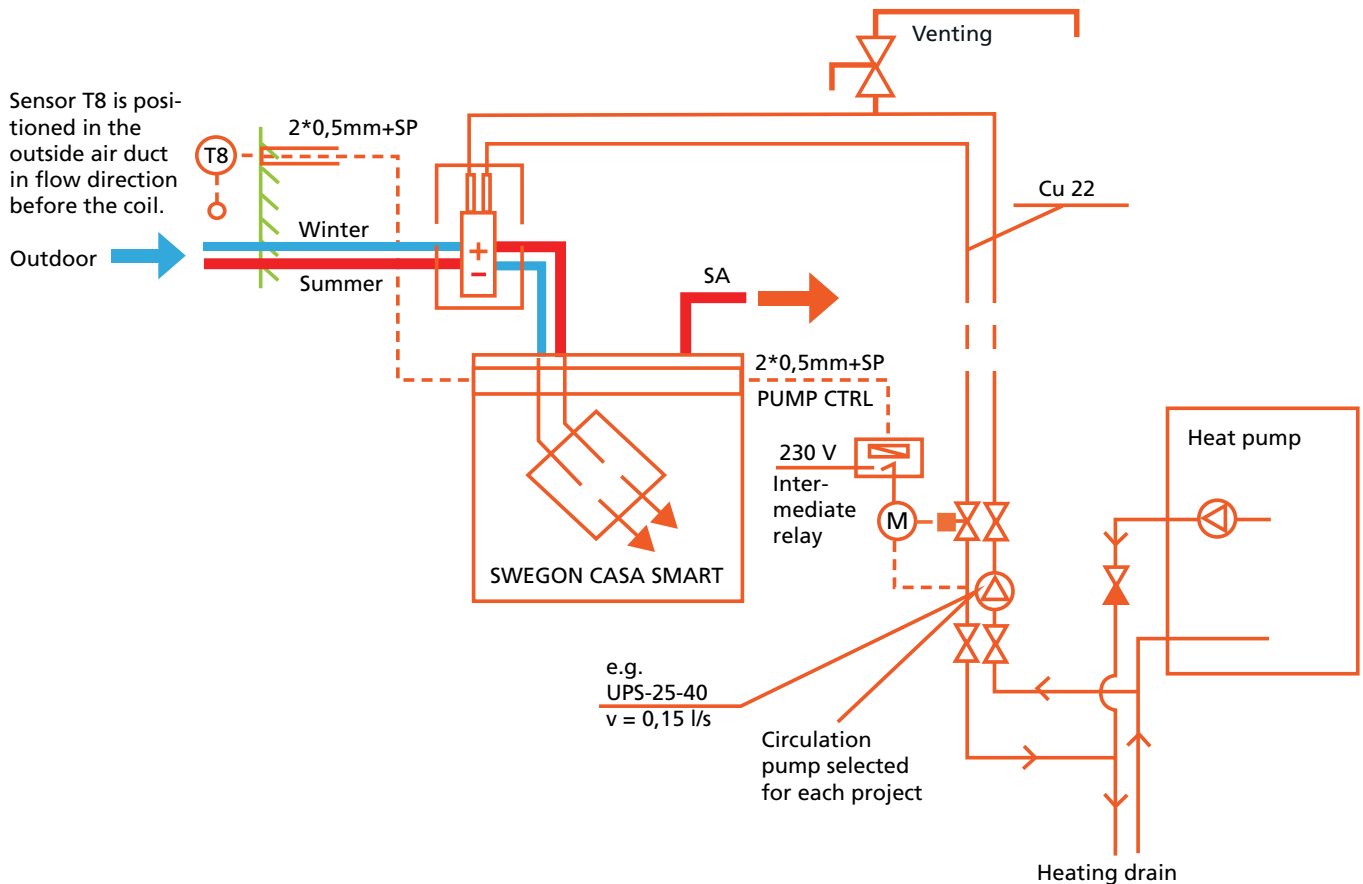 Venting
Sensor T8 is posi-
tioned in the
outside air duct
in flow direction
before the coil.
2*0,5mm+SP
T8
Cu 22
Winter
Outdoor
Summer
+
−
SA
2*0,5mm+SP
PUMP CTRL
230 V
Inter-
mediate
relay
M
Heat pump
SWEGON CASA SMART
e.g.
UPS-25-40
v = 0,15 l/s
Circulation
pump selected
for each project
Heating drain